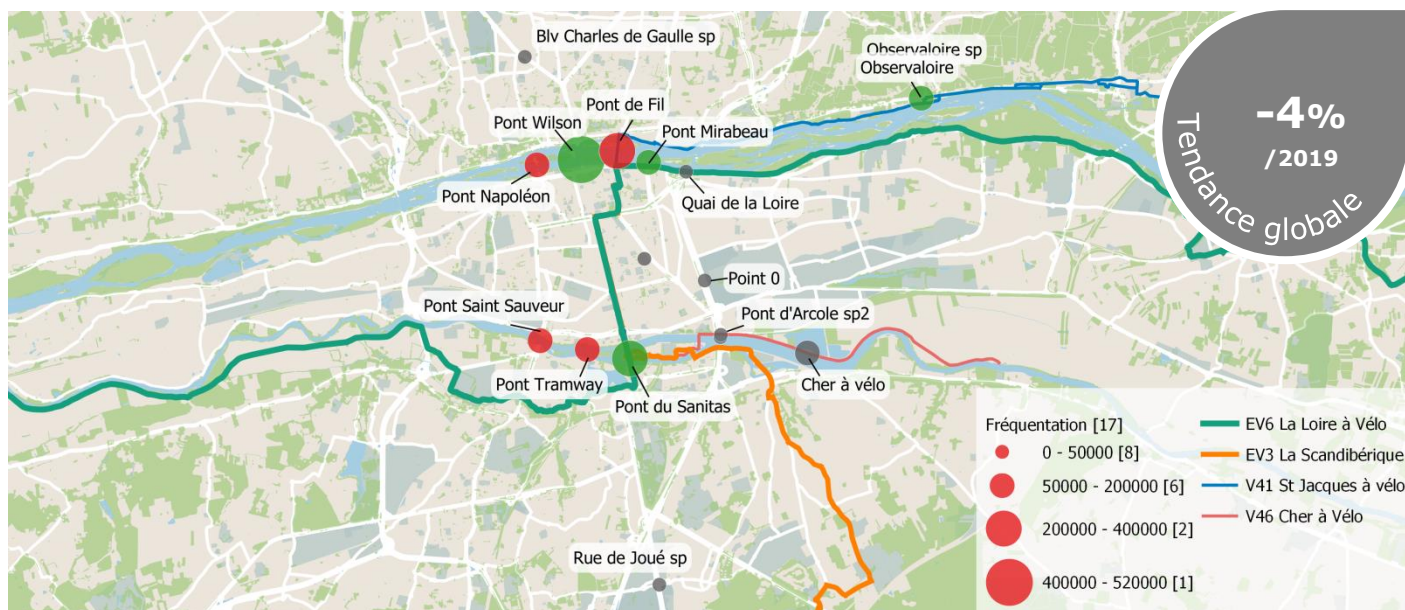 Blv Charles de Gaulle sp
Observaloire sp
Observaloire
Pont de Fil
Pont Wilson
Pont Mirabeau
Pont Napoléon
Quai de la Loire
-4%
/2019
Tendance globale
Point 0
Pont Saint Sauveur
Pont d'Arcole sp2
Pont Tramway
Cher à vélo
Pont du Sanitas
Rue de Joué sp
Fréquentation [17]
0 - 50000 [8]
50000 - 200000 [6]
200000 - 400000 [2]
400000 - 520000 [1]
EV6 La Loire à Vélo
EV3 La Scandibérique
V41 St Jacques à vélo
V46 Cher à Vélo